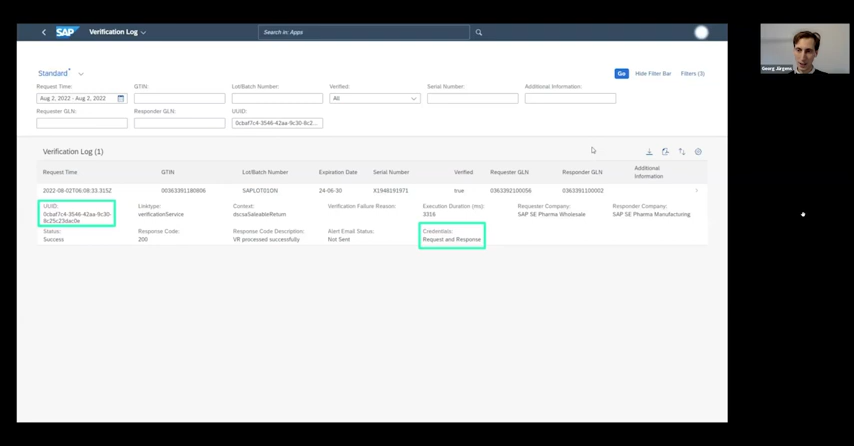 SAP Verification Log
Search in: Apps
Georg Jürgens
Standard*
Go Hide Filter Bar Filters (3)
Request Time: GTIN: Lot/Batch Number: Verified: Serial Number: Additional Information:
Aug 2, 2022 - Aug 2, 2022 All
Requester GLN: Responder GLN: UUID:
0cbaf7c4-3546-42aa-9c30-8c2...
Verification Log (1)
Request Time GTIN Lot/Batch Number Expiration Date Serial Number Verified Requester GLN Responder GLN Additional
Information
2022-08-02T06:08:33.315Z 00363391180806 SAPLOT01ON 24-06-30 X1948191971 true 0363392100056 0363391100002
UUID: Linktype: Context: Verification Failure Reason: Execution Duration (ms): Requester Company: Responder Company:
0cbaf7c4-3546-42aa-9c30- verificationService dscsaSaleableReturn 3316 SAP SE Pharma Wholesale SAP SE Pharma Manufacturing
8c25c23dac0e
Status: Response Code: Response Code Description: Alert Email Status: Credentials:
Success 200 VR processed successfully Not Sent Request and Response